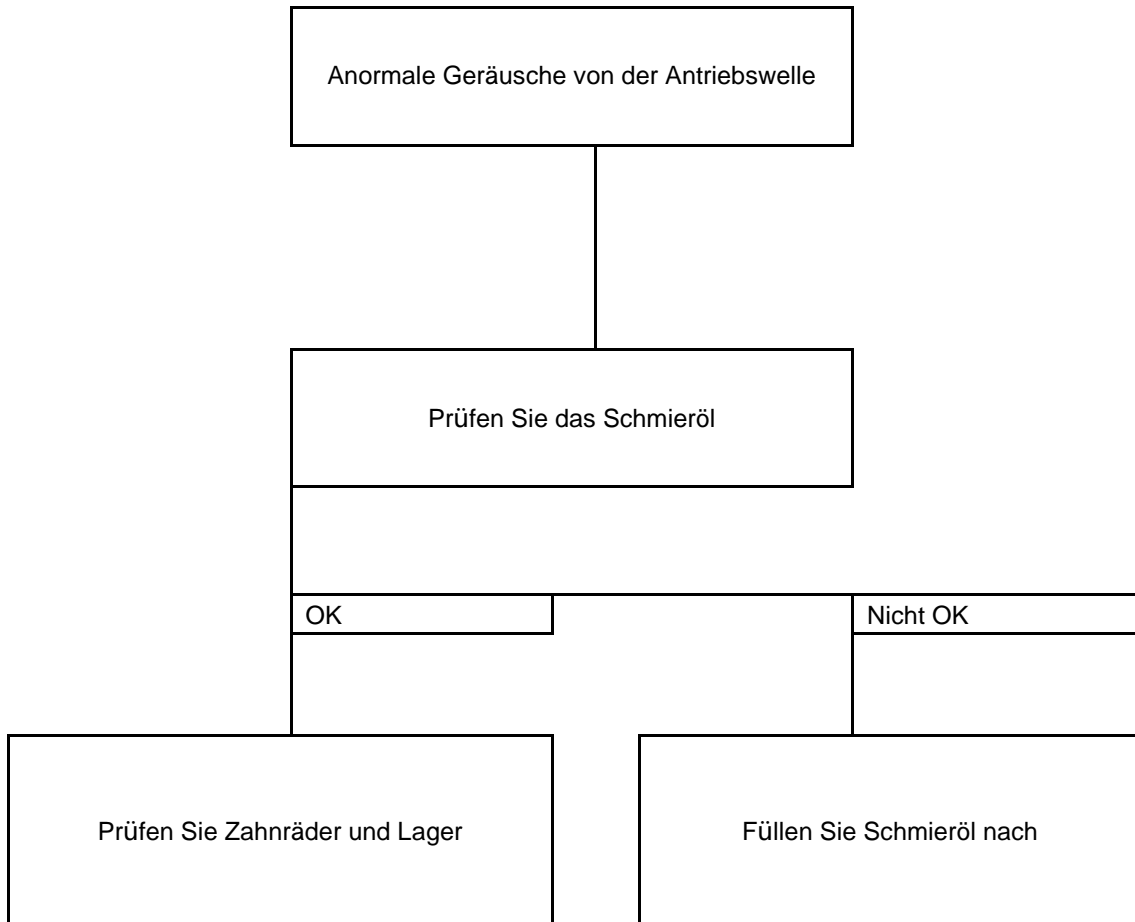 Anormale Geräusche von der Antriebswelle
Prüfen Sie das Schmieröl
OK
Nicht OK
Prüfen Sie Zahnräder und Lager
Füllen Sie Schmieröl nach